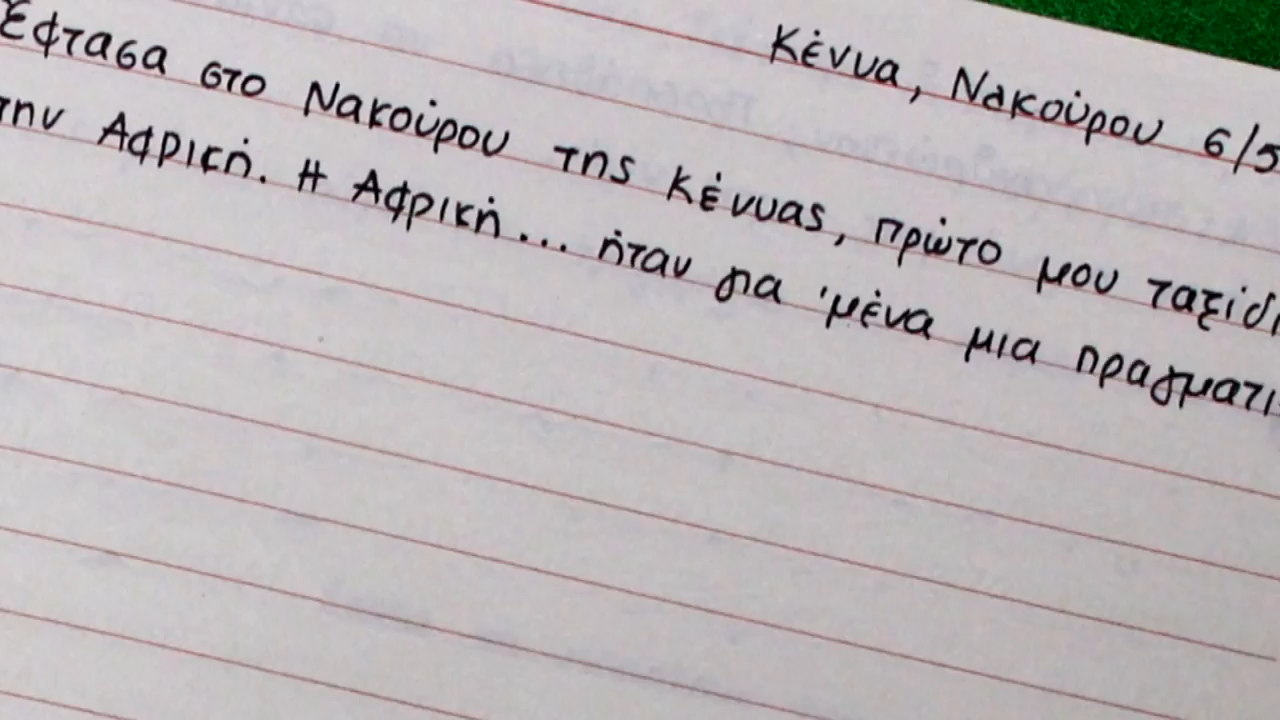 Κένυα, Νακούρου 6/5
Έφτασα στο Νακούρου της Κένυας, πρώτο μου ταξίδι
την Αφρική. Η Αφρική... ήταν για 'μένα μια πραγματι